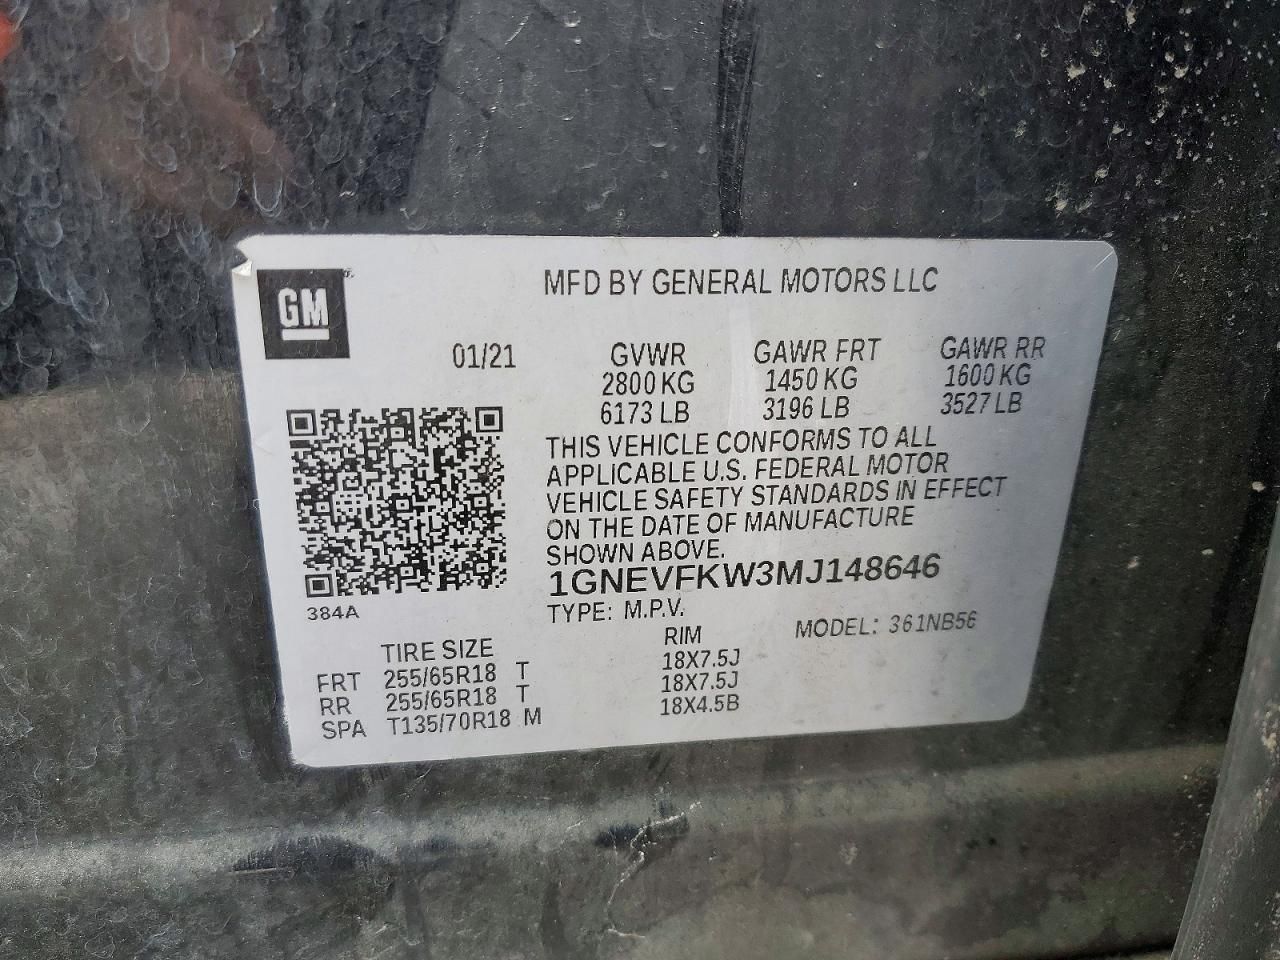 GM
MFD BY GENERAL MOTORS LLC
01/21 GVWR GAWR FRT GAWR RR
2800 KG 1450 KG 1600 KG
6173 LB 3196 LB 3527 LB
THIS VEHICLE CONFORMS TO ALL
APPLICABLE U.S. FEDERAL MOTOR
VEHICLE SAFETY STANDARDS IN EFFECT
ON THE DATE OF MANUFACTURE
SHOWN ABOVE.
1GNEVFKW3MJ148646
384A
TYPE: M.P.V. MODEL: 361NB56
TIRE SIZE RIM
FRT 255/65R18 T 18X7.5J
RR 255/65R18 T 18X7.5J
SPA T135/70R18 M 18X4.5B